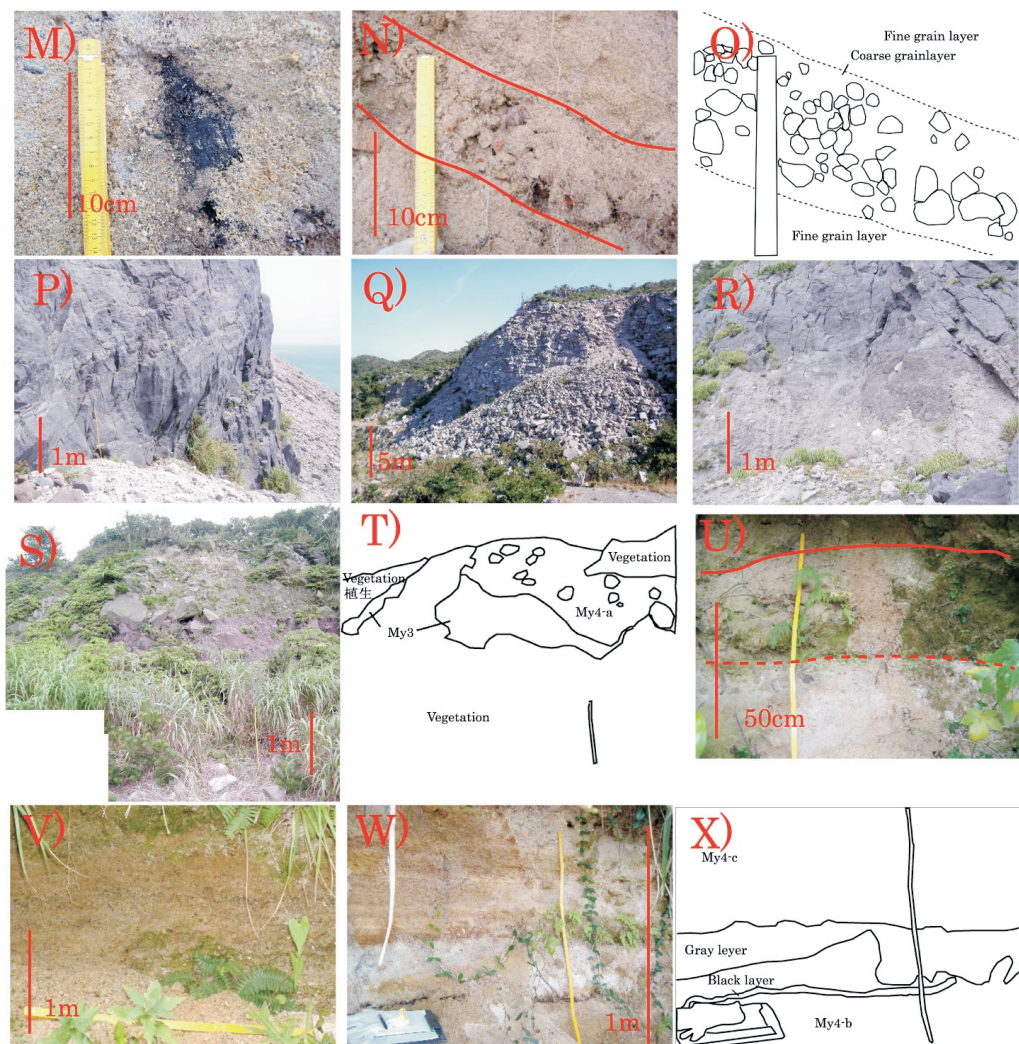 M)
10cm
N)
10cm
O)
Fine grain layer
Coarse grainlayer
Fine grain layer
P)
1m
Q)
5m
R)
1m
S)
1m
T)
Vegetation
植生
Vegetation
My4-a
My3
Vegetation
U)
50cm
V)
1m
W)
1m
X)
My4-c
Gray leyer
Black layer
My4-b